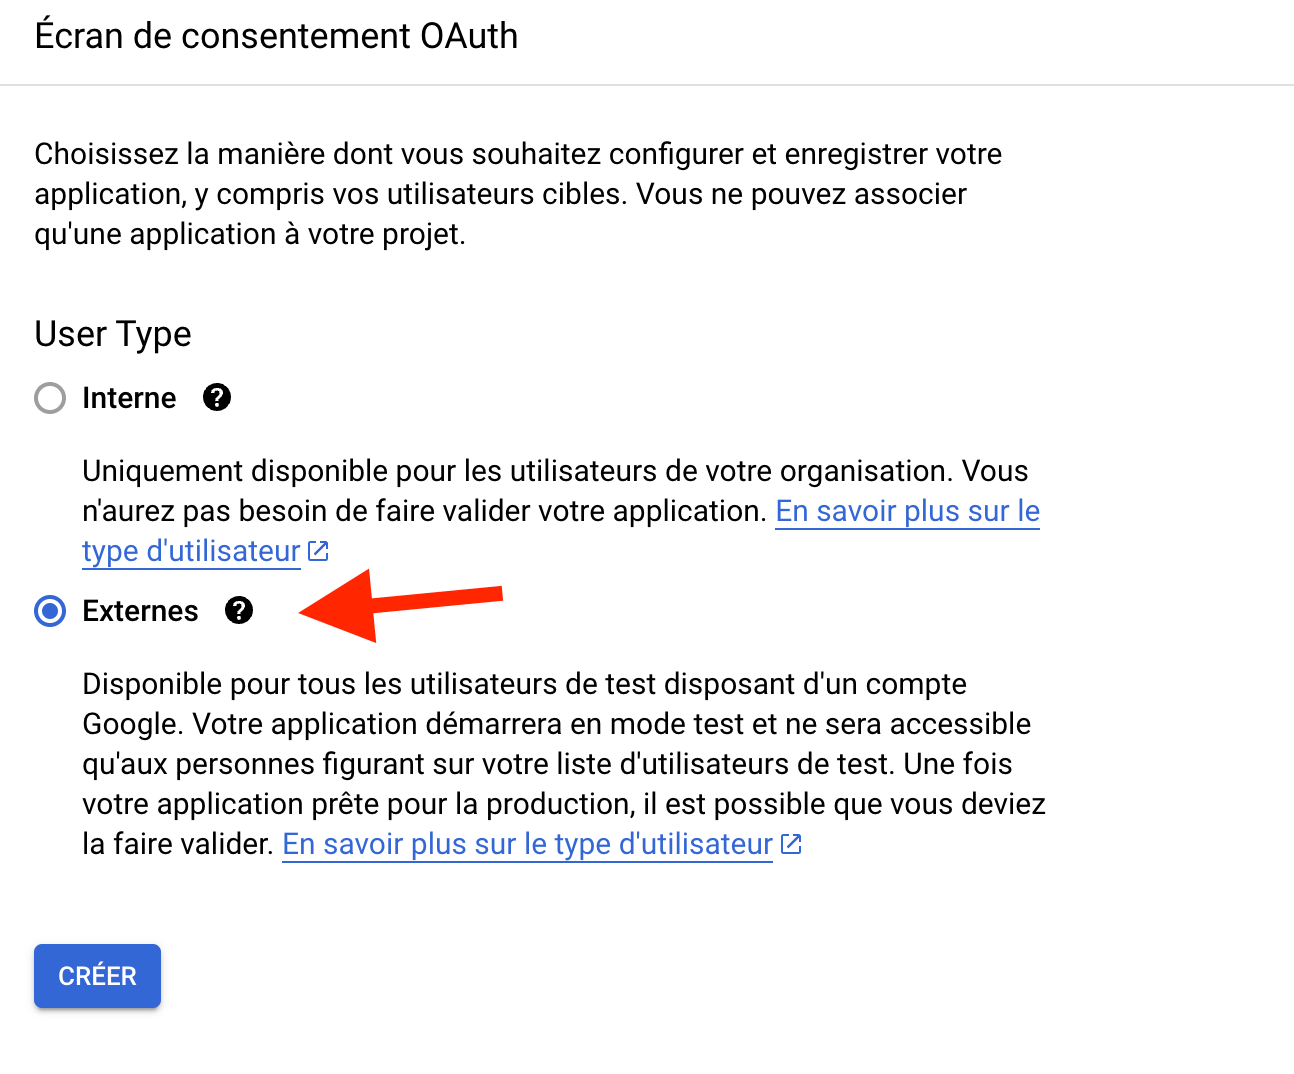 Écran de consentement OAuth
Choisissez la manière dont vous souhaitez configurer et enregistrer votre
application, y compris vos utilisateurs cibles. Vous ne pouvez associer
qu'une application à votre projet.
User Type
Interne
Uniquement disponible pour les utilisateurs de votre organisation. Vous
n'aurez pas besoin de faire valider votre application. En savoir plus sur le
type d'utilisateur
Externes
Disponible pour tous les utilisateurs de test disposant d'un compte
Google. Votre application démarrera en mode test et ne sera accessible
qu'aux personnes figurant sur votre liste d'utilisateurs de test. Une fois
votre application prête pour la production, il est possible que vous deviez
la faire valider. En savoir plus sur le type d'utilisateur
CRÉER